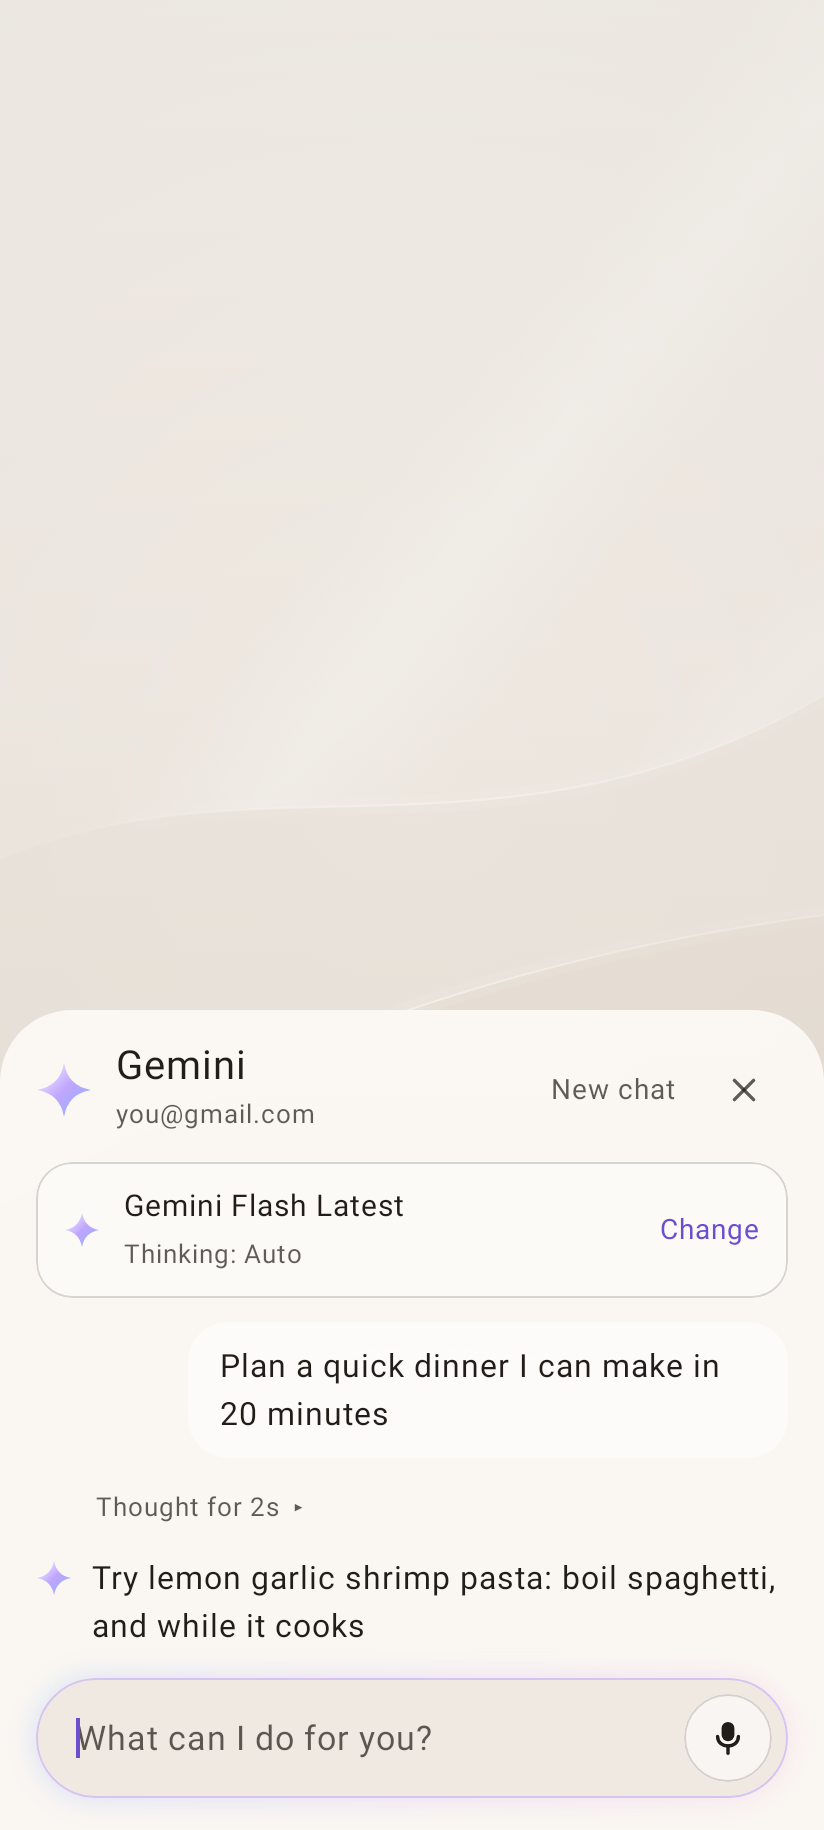 Gemini
you@gmail.com
New chat
Gemini Flash Latest
Thinking: Auto
Change
Plan a quick dinner I can make in
20 minutes
Thought for 2s ▸
Try lemon garlic shrimp pasta: boil spaghetti,
and while it cooks
What can I do for you?